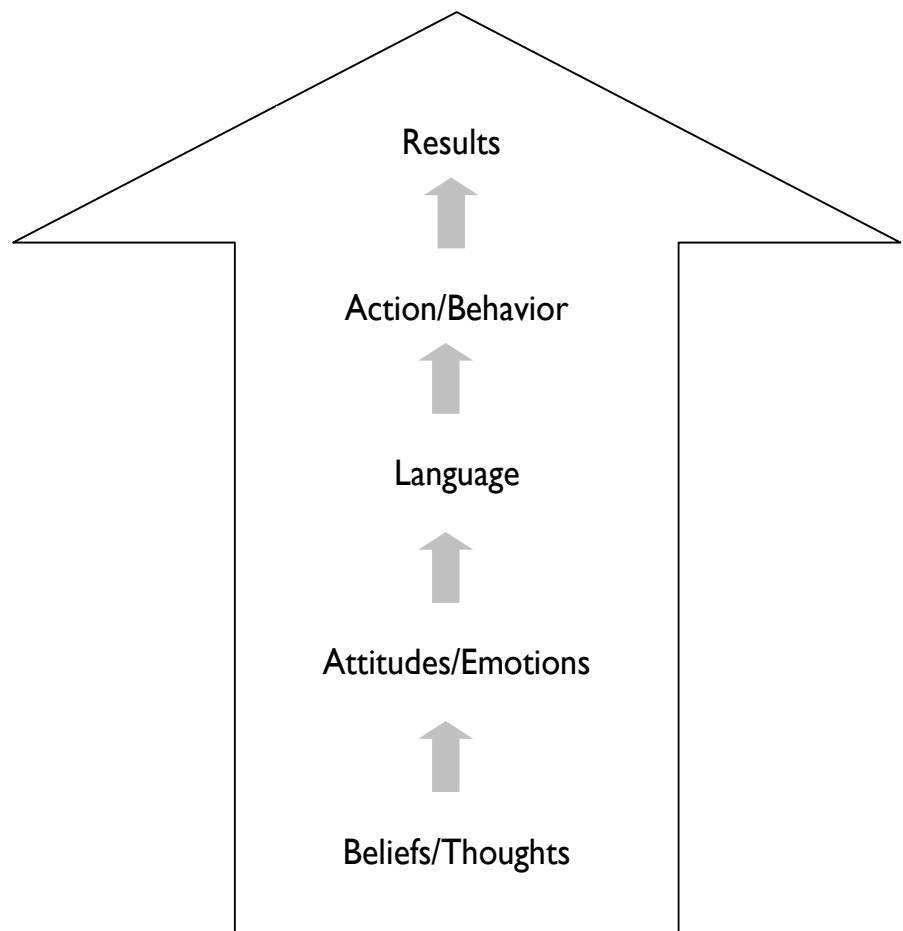 Results
Action/Behavior
Language
Attitudes/Emotions
Beliefs/Thoughts